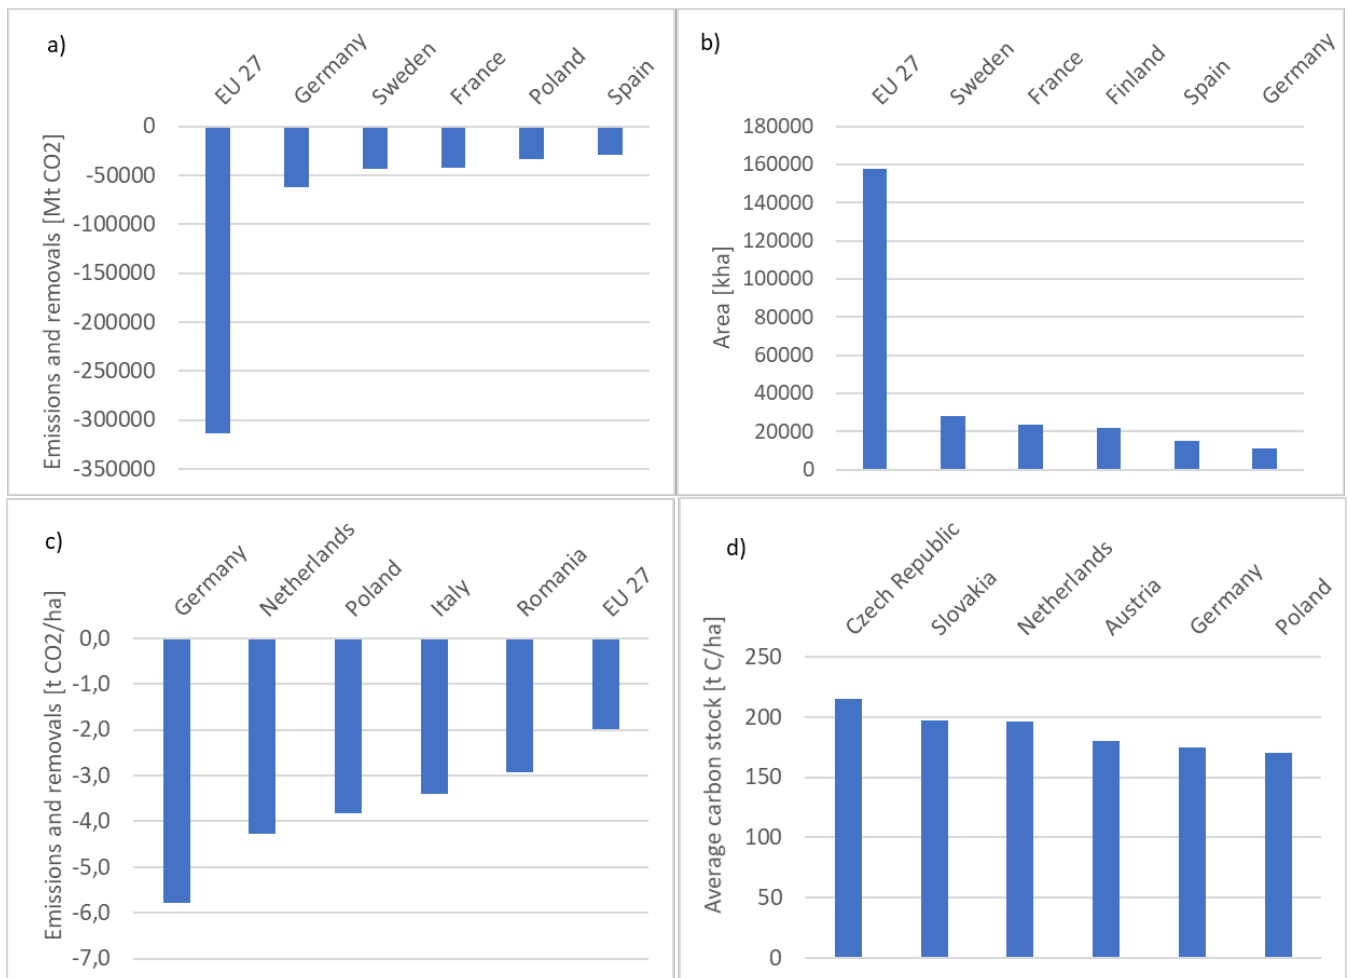 a)
EU 27
Germany
Sweden
France
Poland
Spain
Emissions and removals [Mt CO2]
0
-50000
-100000
-150000
-200000
-250000
-300000
-350000
b)
EU 27
Sweden
France
Finland
Spain
Germany
Area [kha]
180000
160000
140000
120000
100000
80000
60000
40000
20000
0
c)
Germany
Netherlands
Poland
Italy
Romania
EU 27
Emissions and removals [t CO2/ha]
0,0
-1,0
-2,0
-3,0
-4,0
-5,0
-6,0
-7,0
d)
Czech Republic
Slovakia
Netherlands
Austria
Germany
Poland
Average carbon stock [t C/ha]
250
200
150
100
50
0